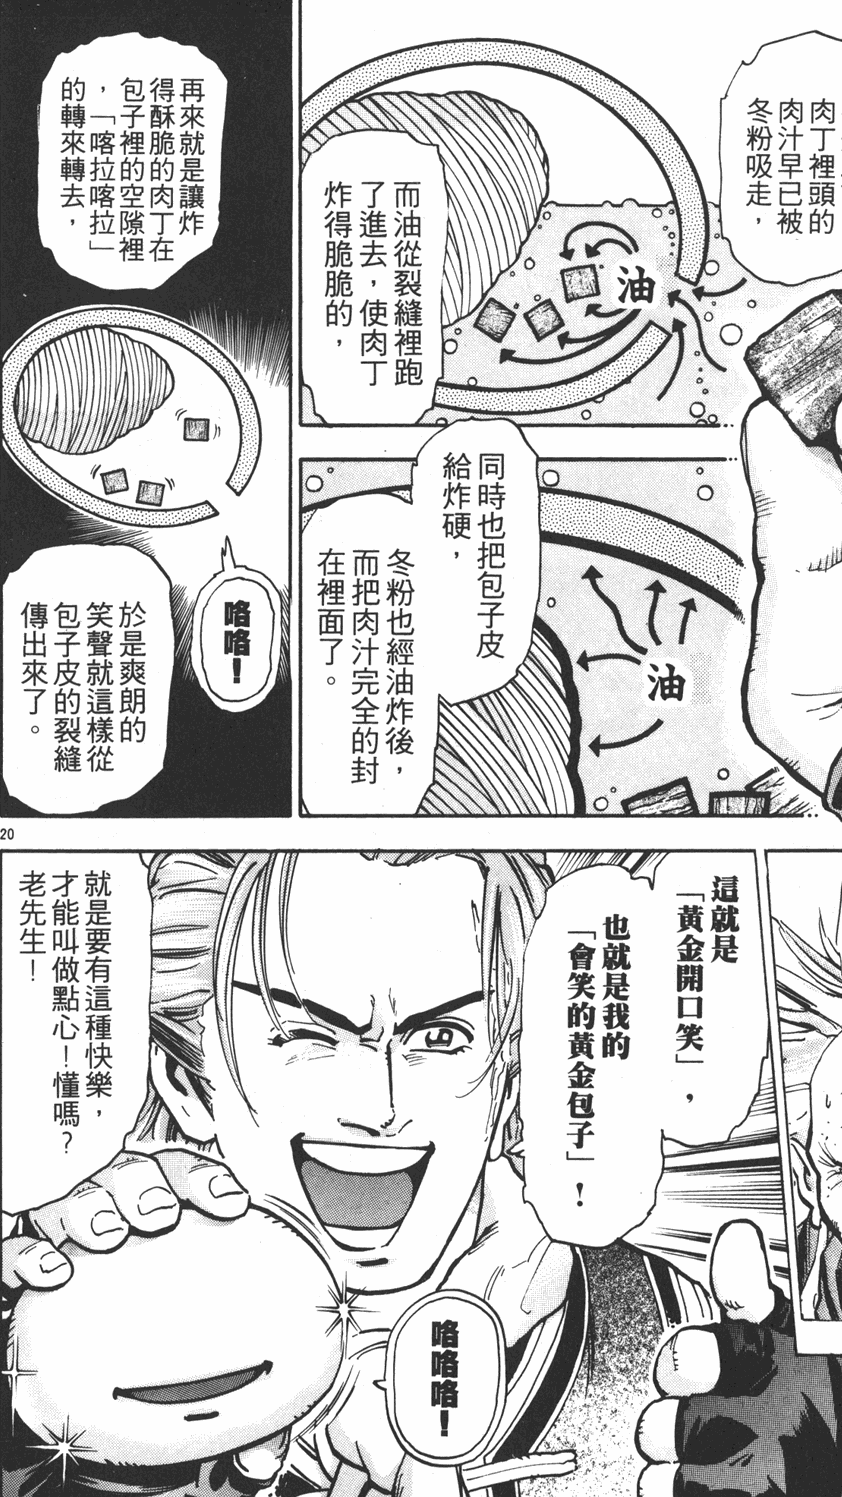 肉丁裡頭的
肉汁早已被
冬粉吸走，
而油從裂縫裡跑
了進去，使肉丁
炸得脆脆的，
油
同時也把包子皮
給炸硬，
冬粉也經油炸後，
而把肉汁完全的封
在裡面了。
油
再來就是讓炸
得酥脆的肉丁在
包子裡的空隙裡
，「喀拉喀拉」
的轉來轉去，
咯咯！
於是爽朗的
笑聲就這樣從
包子皮的裂縫
傳出來了。
20
這就是
「黃金開口笑」，
也就是我的
「會笑的黃金包子」！
就是要有這種快樂，
才能叫做點心！懂嗎？
老先生！
咯咯咯！